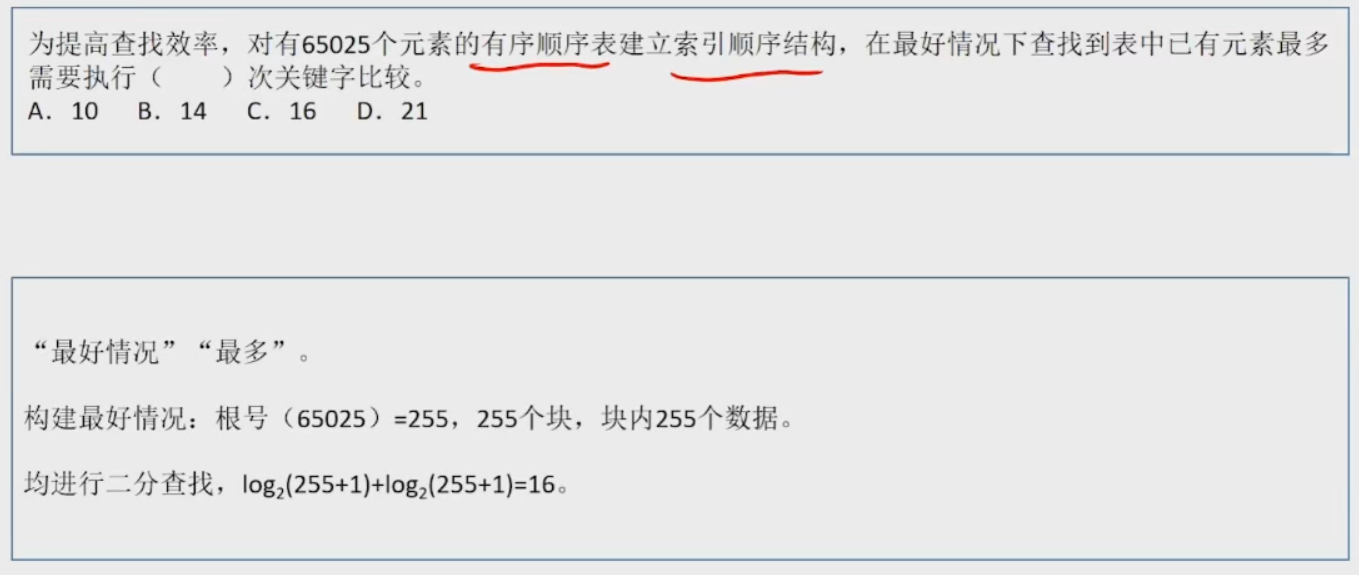 为提高查找效率，对有65025个元素的有序顺序表建立索引顺序结构，在最好情况下查找到表中已有元素最多
需要执行（　　）次关键字比较。
A. 10 B. 14 C. 16 D. 21
“最好情况”“最多”。
构建最好情况：根号（65025）=255，255个块，块内255个数据。
均进行二分查找，log₂(255+1)+log₂(255+1)=16。